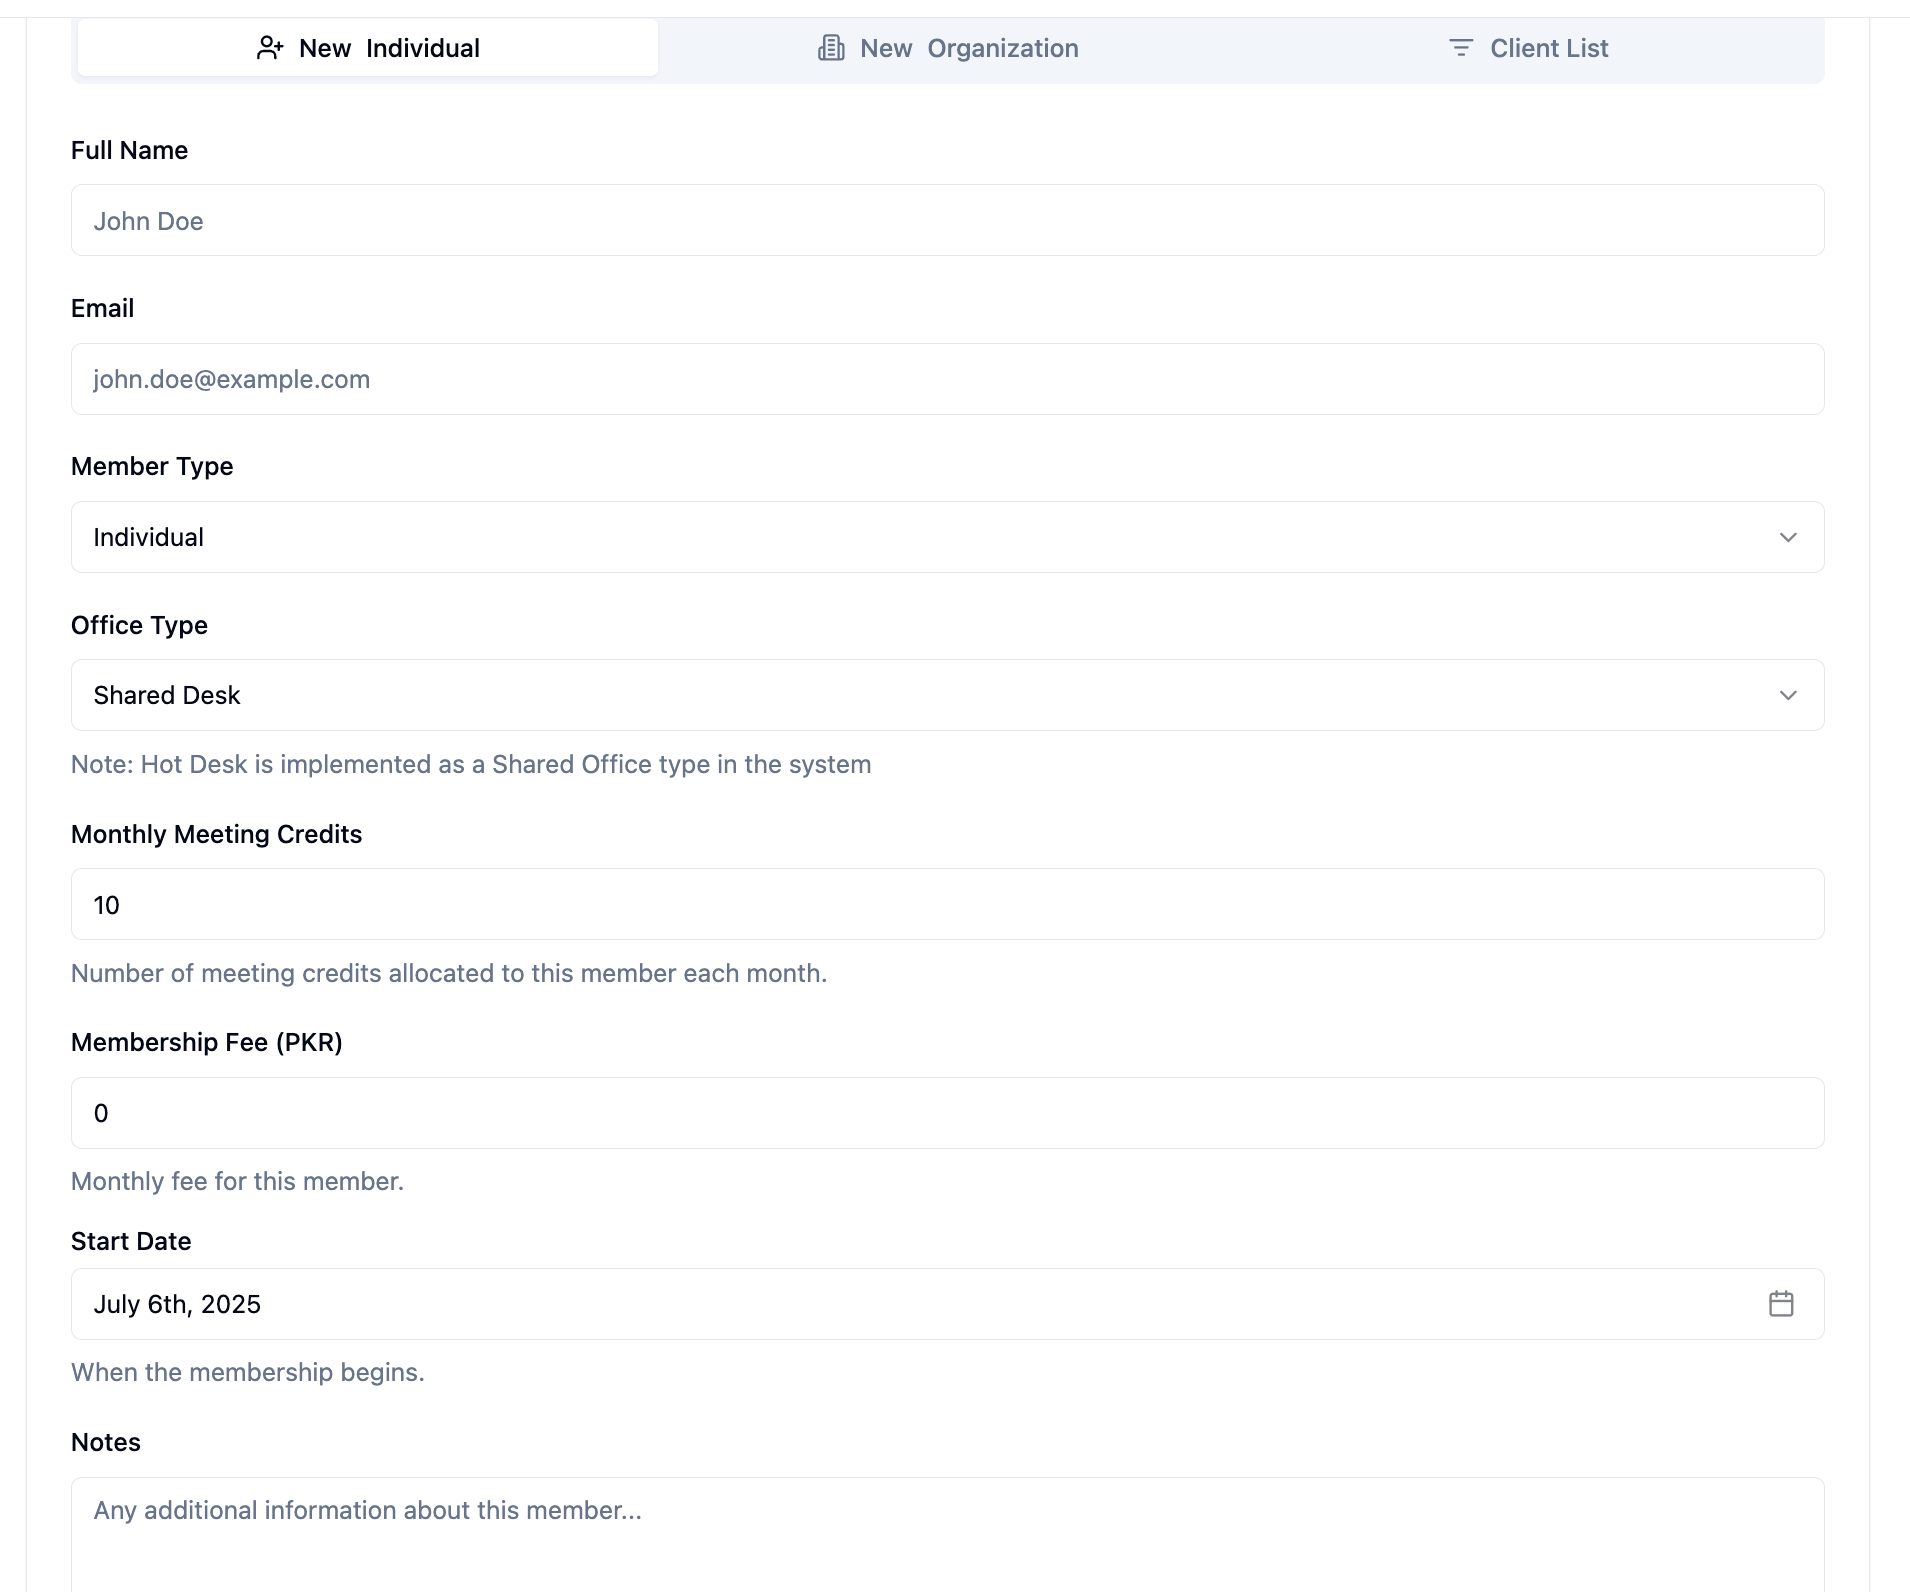 New Individual
New Organization
Client List
Full Name
John Doe
Email
john.doe@example.com
Member Type
Individual
Office Type
Shared Desk
Note: Hot Desk is implemented as a Shared Office type in the system
Monthly Meeting Credits
10
Number of meeting credits allocated to this member each month.
Membership Fee (PKR)
0
Monthly fee for this member.
Start Date
July 6th, 2025
When the membership begins.
Notes
Any additional information about this member...